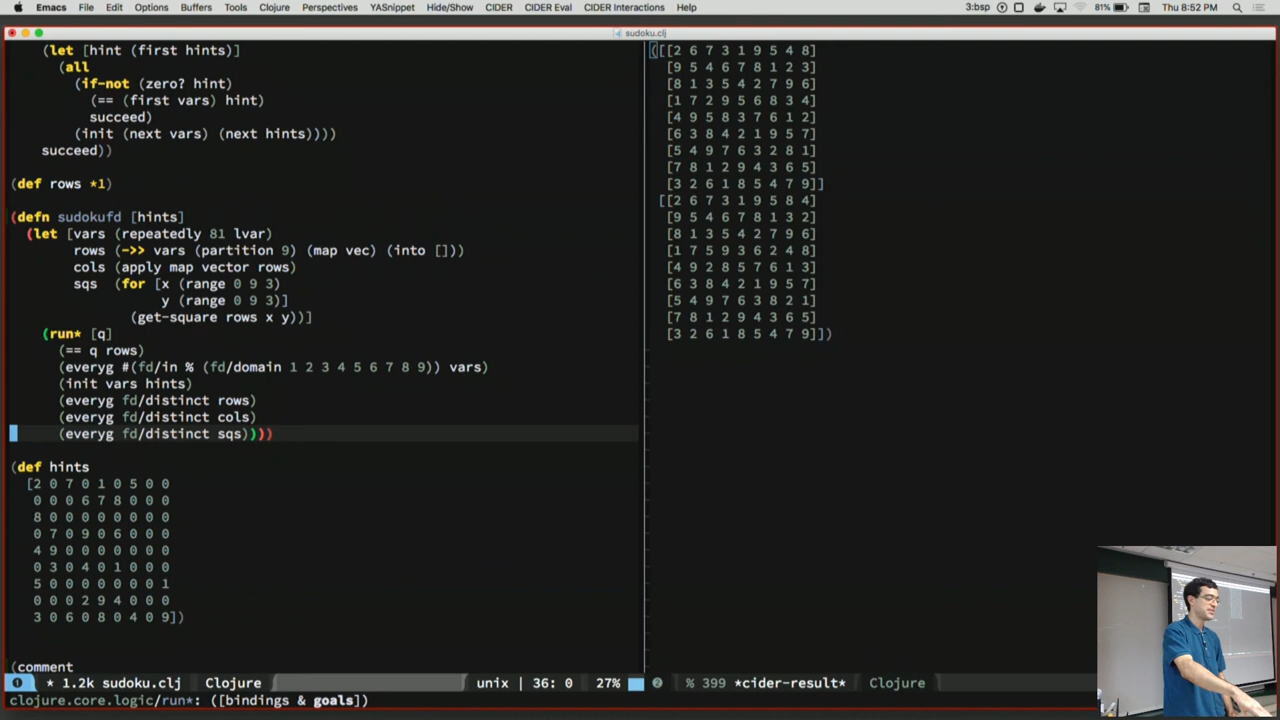 Emacs File Edit Options Buffers Tools Clojure Perspectives YASnippet Hide/Show CIDER CIDER Eval CIDER Interactions Help 3:bsp 81% Thu 8:52 PM
sudoku.clj
(let [hint (first hints)]
(all
(if-not (zero? hint)
(== (first vars) hint)
succeed)
(init (next vars) (next hints))))
succeed))
(def rows *1)
(defn sudokufd [hints]
(let [vars (repeatedly 81 lvar)
rows (->> vars (partition 9) (map vec) (into []))
cols (apply map vector rows)
sqs (for [x (range 0 9 3)
y (range 0 9 3)]
(get-square rows x y))]
(run* [q]
(== q rows)
(everyg #(fd/in % (fd/domain 1 2 3 4 5 6 7 8 9)) vars)
(init vars hints)
(everyg fd/distinct rows)
(everyg fd/distinct cols)
(everyg fd/distinct sqs))))
(def hints
[2 0 7 0 1 0 5 0 0
0 0 0 6 7 8 0 0 0
8 0 0 0 0 0 0 0 0
0 7 0 9 0 6 0 0 0
4 9 0 0 0 0 0 0 0
0 3 0 4 0 1 0 0 0
5 0 0 0 0 0 0 0 1
0 0 0 2 9 4 0 0 0
3 0 6 0 8 0 4 0 9])
(comment
([[2 6 7 3 1 9 5 4 8]
[9 5 4 6 7 8 1 2 3]
[8 1 3 5 4 2 7 9 6]
[1 7 2 9 5 6 8 3 4]
[4 9 5 8 3 7 6 1 2]
[6 3 8 4 2 1 9 5 7]
[5 4 9 7 6 3 2 8 1]
[7 8 1 2 9 4 3 6 5]
[3 2 6 1 8 5 4 7 9]]
[[2 6 7 3 1 9 5 8 4]
[9 5 4 6 7 8 1 3 2]
[8 1 3 5 4 2 7 9 6]
[1 7 5 9 3 6 2 4 8]
[4 9 2 8 5 7 6 1 3]
[6 3 8 4 2 1 9 5 7]
[5 4 9 7 6 3 8 2 1]
[7 8 1 2 9 4 3 6 5]
[3 2 6 1 8 5 4 7 9]])
1 * 1.2k sudoku.clj Clojure unix | 36: 0 27%
2 % 399 *cider-result* Clojure
clojure.core.logic/run*: ([bindings & goals])